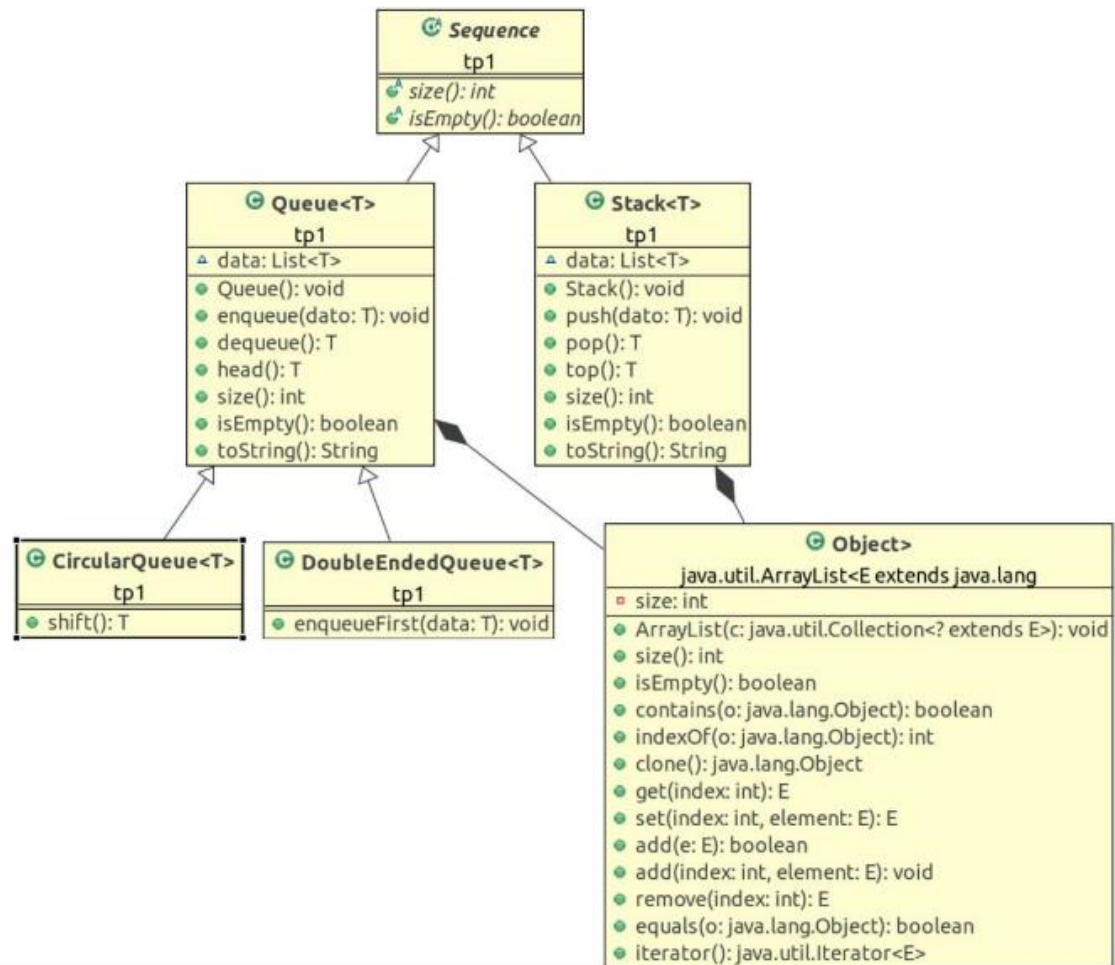 Sequence
tp1
size(): int
isEmpty(): boolean
Queue<T>
tp1
data: List<T>
Queue(): void
enqueue(dato: T): void
dequeue(): T
head(): T
size(): int
isEmpty(): boolean
toString(): String
Stack<T>
tp1
data: List<T>
Stack(): void
push(dato: T): void
pop(): T
top(): T
size(): int
isEmpty(): boolean
toString(): String
CircularQueue<T>
tp1
shift(): T
DoubleEndedQueue<T>
tp1
enqueueFirst(data: T): void
Object>
java.util.ArrayList<E extends java.lang
size: int
ArrayList(c: java.util.Collection<? extends E>): void
size(): int
isEmpty(): boolean
contains(o: java.lang.Object): boolean
indexOf(o: java.lang.Object): int
clone(): java.lang.Object
get(index: int): E
set(index: int, element: E): E
add(e: E): boolean
add(index: int, element: E): void
remove(index: int): E
equals(o: java.lang.Object): boolean
iterator(): java.util.Iterator<E>